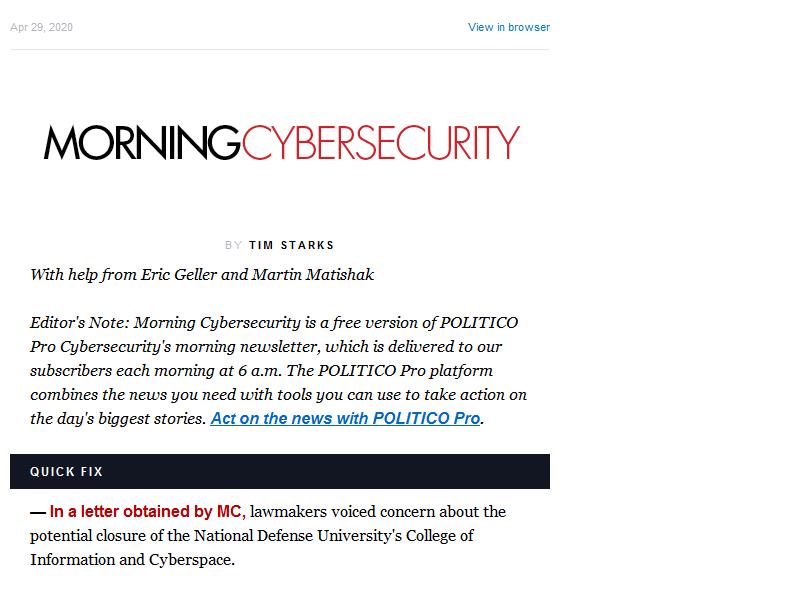 Apr 29, 2020
View in browser
MORNINGCYBERSECURITY
BY TIM STARKS
With help from Eric Geller and Martin Matishak
Editor's Note: Morning Cybersecurity is a free version of POLITICO
Pro Cybersecurity's morning newsletter, which is delivered to our
subscribers each morning at 6 a.m. The POLITICO Pro platform
combines the news you need with tools you can use to take action on
the day's biggest stories. Act on the news with POLITICO Pro.
QUICK FIX
— In a letter obtained by MC, lawmakers voiced concern about the
potential closure of the National Defense University's College of
Information and Cyberspace.